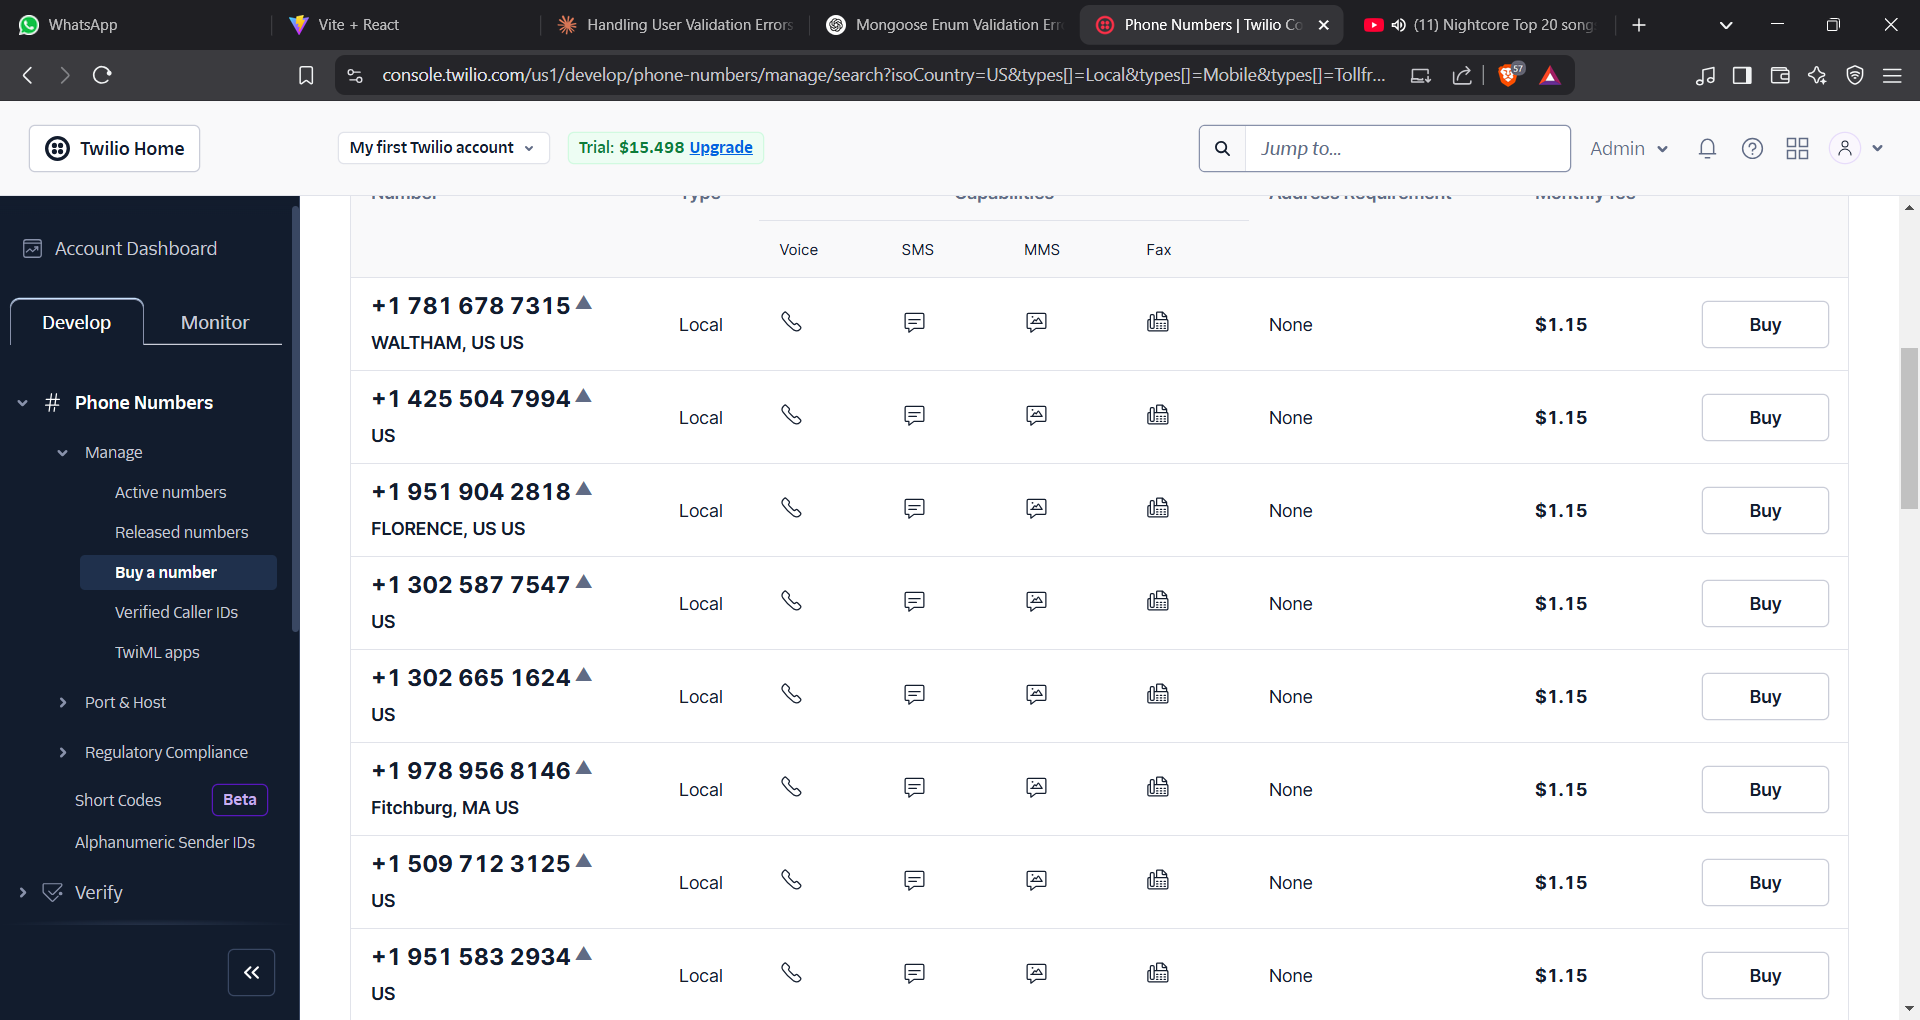 WhatsApp
Vite + React
Handling User Validation Errors
Mongoose Enum Validation Err
Phone Numbers | Twilio Co
(11) Nightcore Top 20 song
console.twilio.com/us1/develop/phone-numbers/manage/search?isoCountry=US&types[]=Local&types[]=Mobile&types[]=Tollfr...
57
Twilio Home
My first Twilio account
Trial: $15.498 Upgrade
Jump to...
Admin
Account Dashboard
Develop
Monitor
# Phone Numbers
Manage
Active numbers
Released numbers
Buy a number
Verified Caller IDs
TwiML apps
Port & Host
Regulatory Compliance
Short Codes
Beta
Alphanumeric Sender IDs
Verify
Number Type Capabilities Address Requirement Monthly fee
Voice SMS MMS Fax
+1 781 678 7315
WALTHAM, US US
Local None $1.15 Buy
+1 425 504 7994
US
Local None $1.15 Buy
+1 951 904 2818
FLORENCE, US US
Local None $1.15 Buy
+1 302 587 7547
US
Local None $1.15 Buy
+1 302 665 1624
US
Local None $1.15 Buy
+1 978 956 8146
Fitchburg, MA US
Local None $1.15 Buy
+1 509 712 3125
US
Local None $1.15 Buy
+1 951 583 2934
US
Local None $1.15 Buy